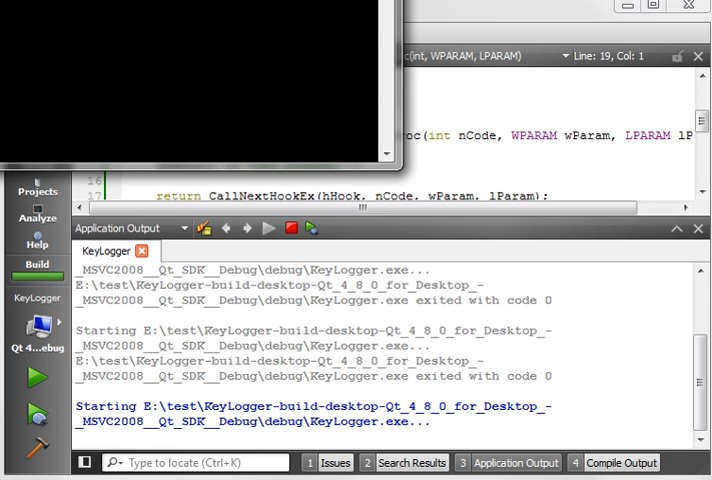 oc(int, WPARAM, LPARAM)
Line: 19, Col: 1
oc(int nCode, WPARAM wParam, LPARAM lP
16
17 return CallNextHookEx(hHook, nCode, wParam, lParam);
Projects
Analyze
Help
Build
KeyLogger
Qt 4...ebug
Application Output
KeyLogger
_MSVC2008__Qt_SDK__Debug\debug\KeyLogger.exe...
E:\test\KeyLogger-build-desktop-Qt_4_8_0_for_Desktop_-
_MSVC2008__Qt_SDK__Debug\debug\KeyLogger.exe exited with code 0
Starting E:\test\KeyLogger-build-desktop-Qt_4_8_0_for_Desktop_-
_MSVC2008__Qt_SDK__Debug\debug\KeyLogger.exe...
E:\test\KeyLogger-build-desktop-Qt_4_8_0_for_Desktop_-
_MSVC2008__Qt_SDK__Debug\debug\KeyLogger.exe exited with code 0
Starting E:\test\KeyLogger-build-desktop-Qt_4_8_0_for_Desktop_-
_MSVC2008__Qt_SDK__Debug\debug\KeyLogger.exe...
Type to locate (Ctrl+K)
1 Issues
2 Search Results
3 Application Output
4 Compile Output